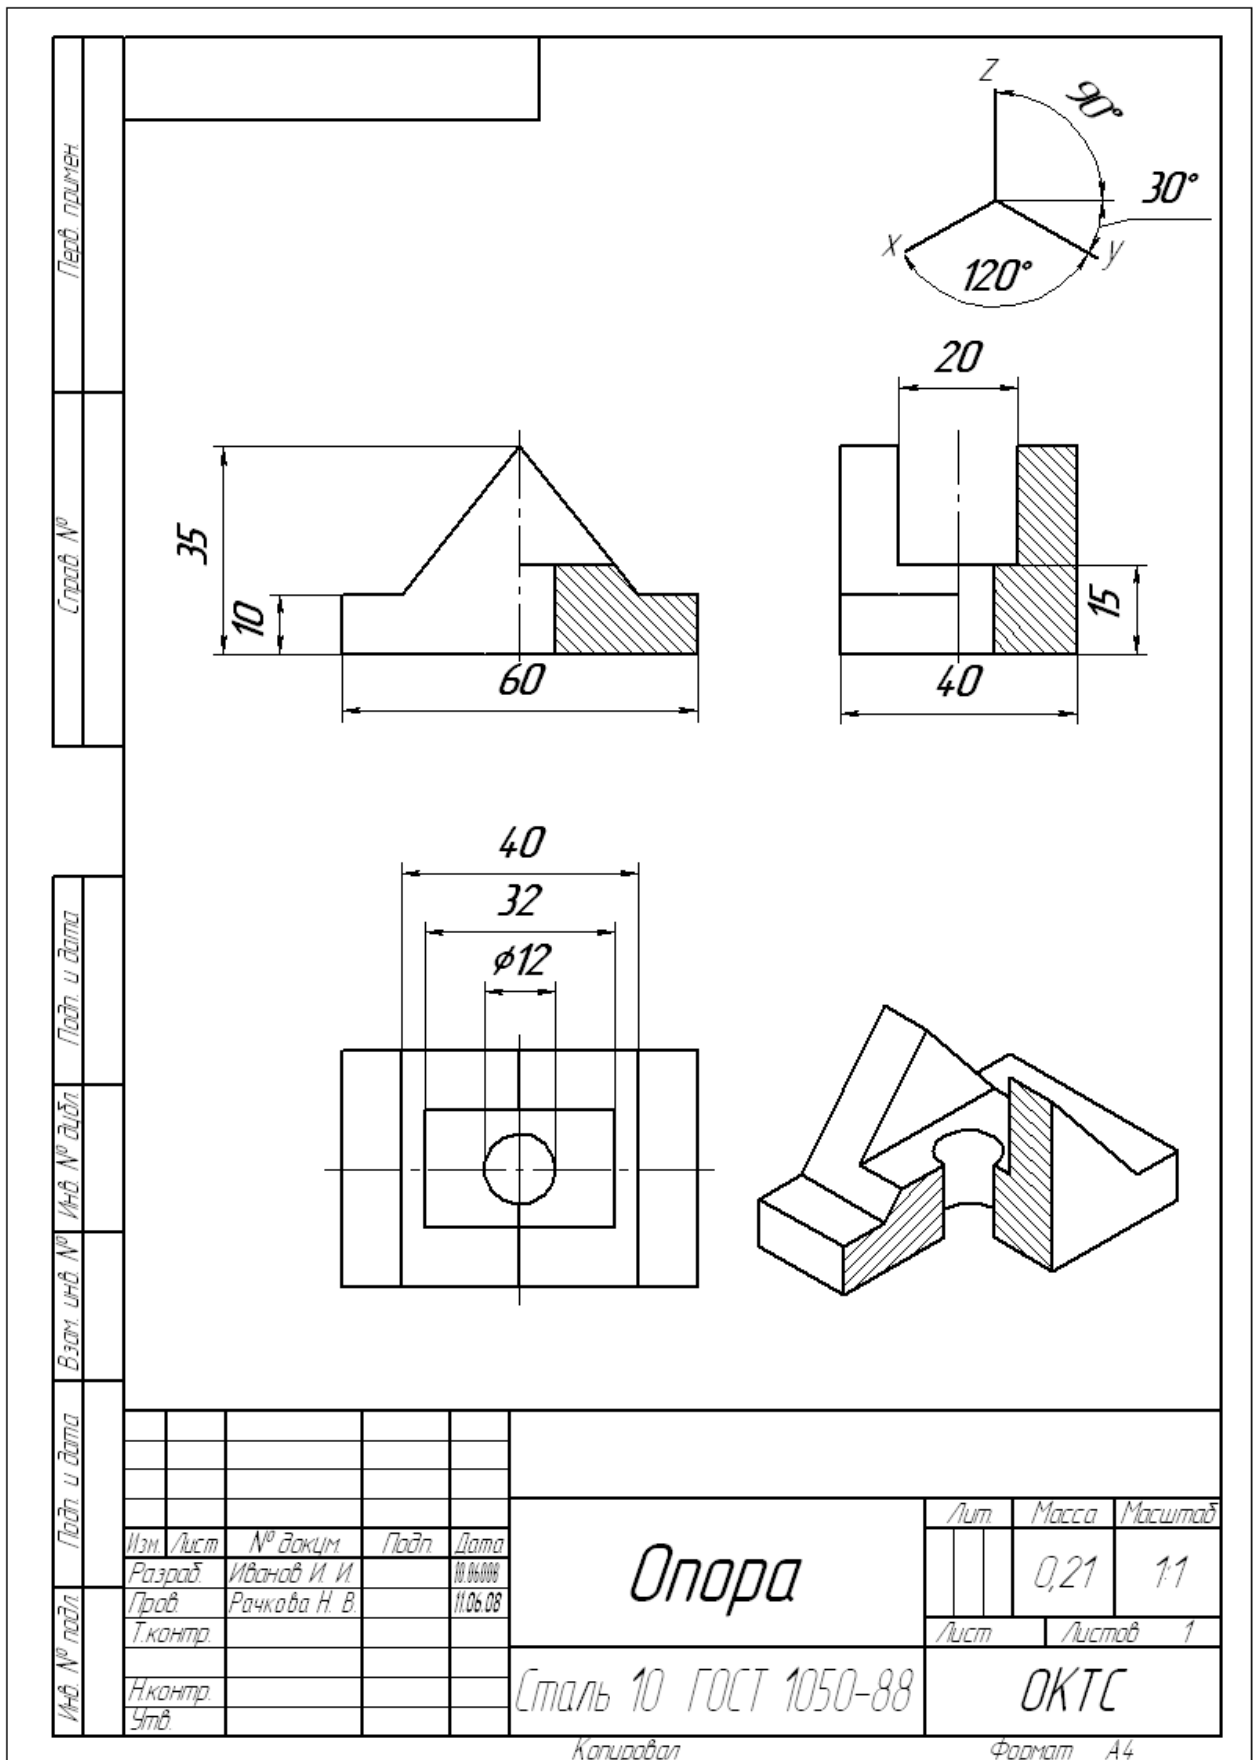 Z
90°
30°
X
120°
y
20
35
10
60
15
40
40
32
φ12
Перв. примен.
Справ. №
Подп. и дата
Инв. № дубл.
Взам. инв. №
Подп. и дата
Инв. № подл.
Изм. Лист № докум. Подп. Дата
Разраб. Иванов И. И.
Пров. Рачкова Н. В. 11.06.08
Т.контр.
Н.контр.
Утв.
Опора
Сталь 10 ГОСТ 1050-88
Лит. Масса Масштаб
0,21 1:1
Лист Листов 1
ОКТС
Копировал Формат А4